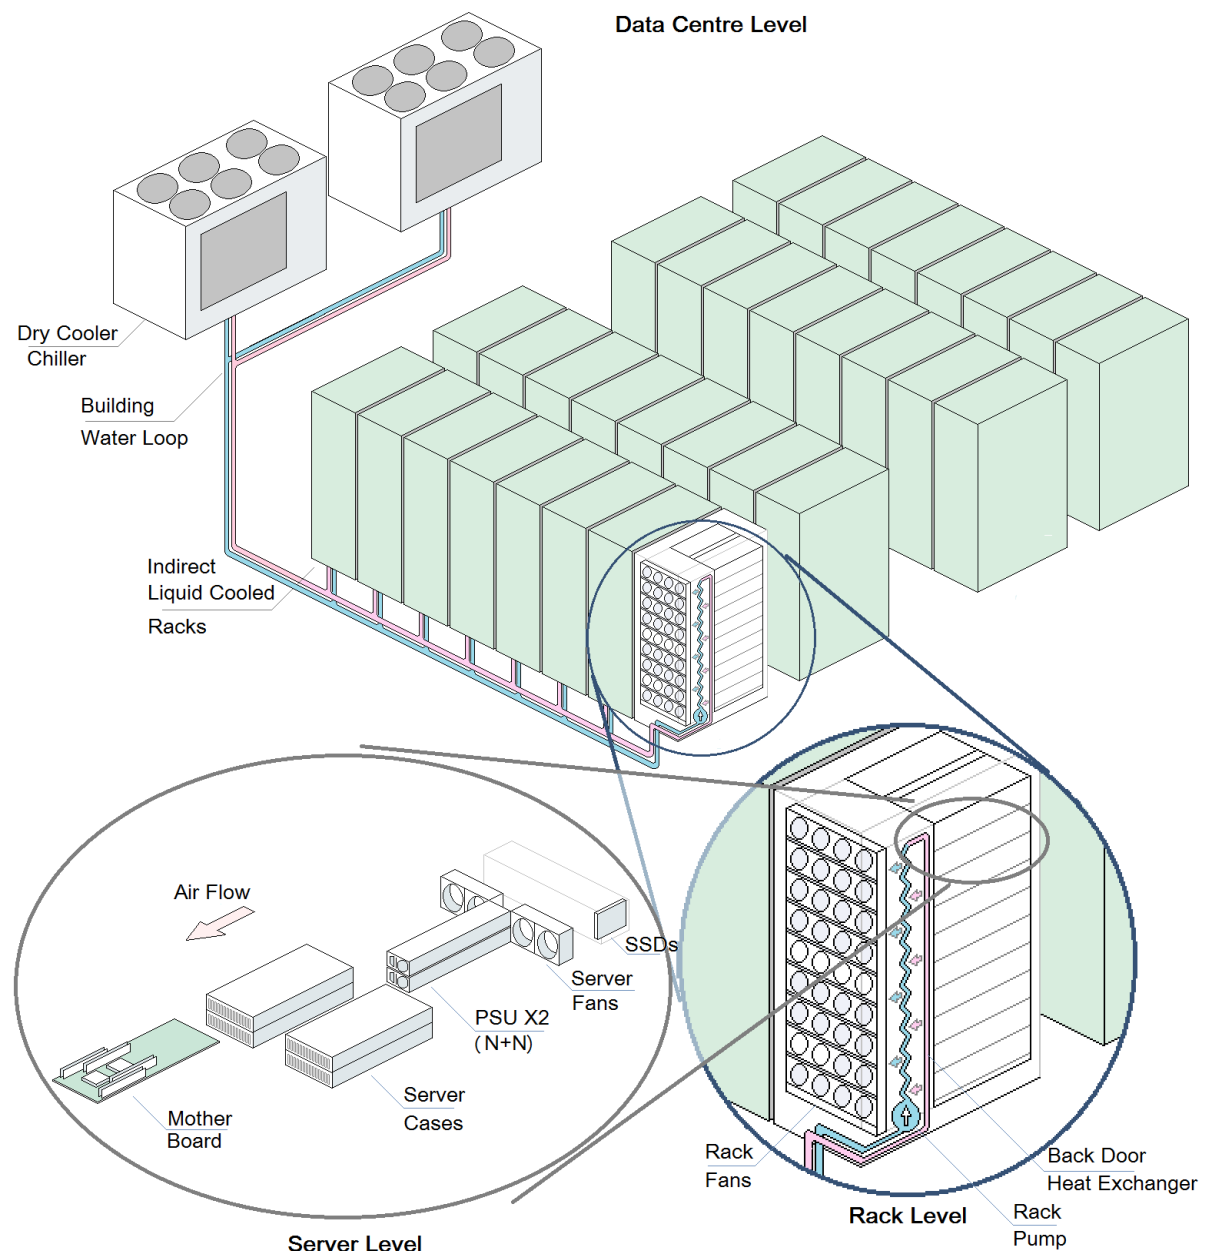 Data Centre Level
Dry Cooler
Chiller
Building
Water Loop
Indirect
Liquid Cooled
Racks
Air Flow
SSDs
Server
Fans
PSU X2
(N+N)
Server
Cases
Mother
Board
Server Level
Rack
Fans
Back Door
Heat Exchanger
Rack
Pump
Rack Level